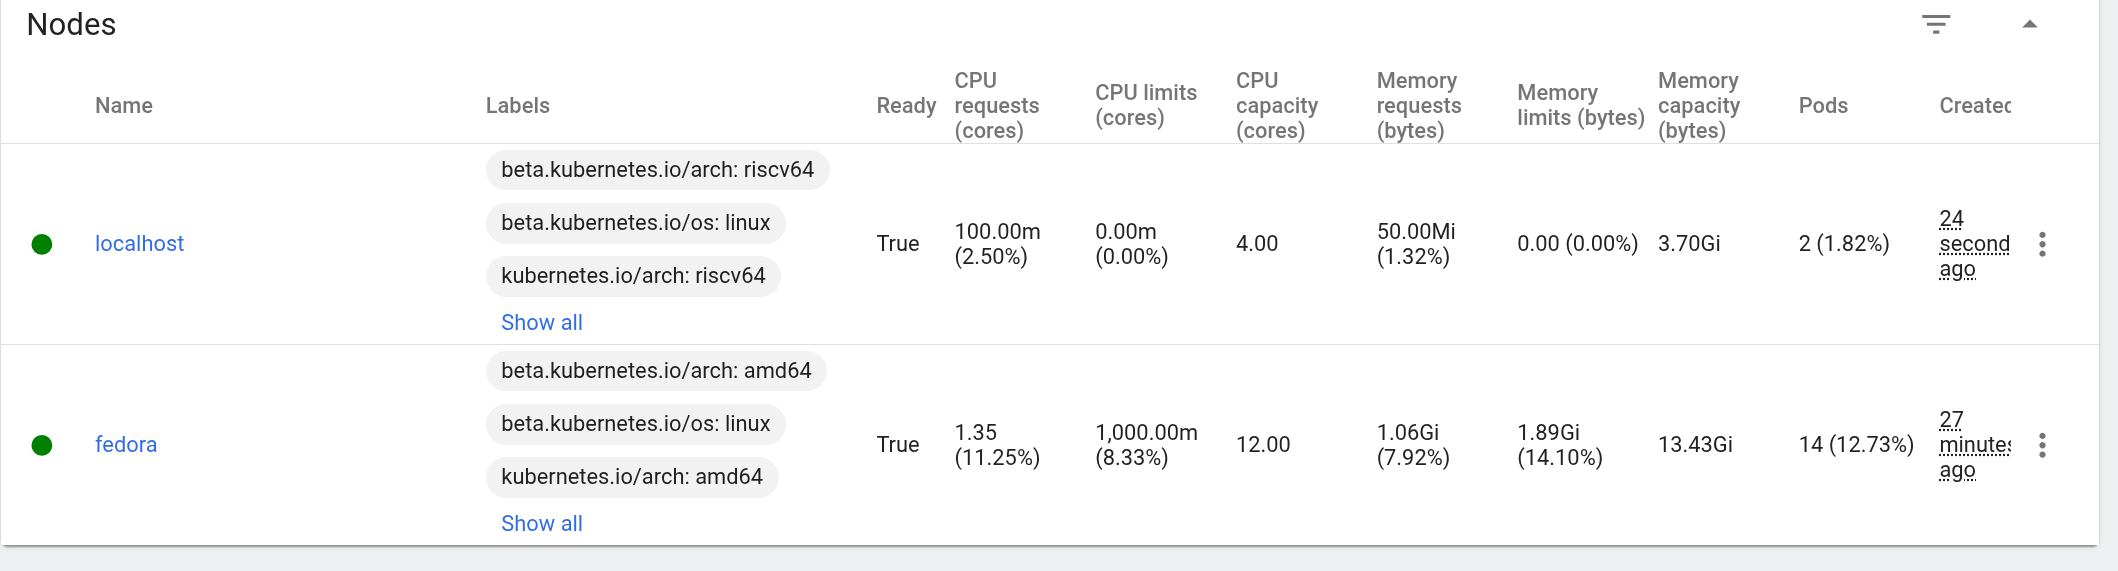 Nodes
Name Labels Ready CPU requests (cores) CPU limits (cores) CPU capacity (cores) Memory requests (bytes) Memory limits (bytes) Memory capacity (bytes) Pods Created
beta.kubernetes.io/arch: riscv64
beta.kubernetes.io/os: linux
kubernetes.io/arch: riscv64
Show all
localhost True 100.00m (2.50%) 0.00m (0.00%) 4.00 50.00Mi (1.32%) 0.00 (0.00%) 3.70Gi 2 (1.82%) 24 second ago
beta.kubernetes.io/arch: amd64
beta.kubernetes.io/os: linux
kubernetes.io/arch: amd64
Show all
fedora True 1.35 (11.25%) 1,000.00m (8.33%) 12.00 1.06Gi (7.92%) 1.89Gi (14.10%) 13.43Gi 14 (12.73%) 27 minutes ago